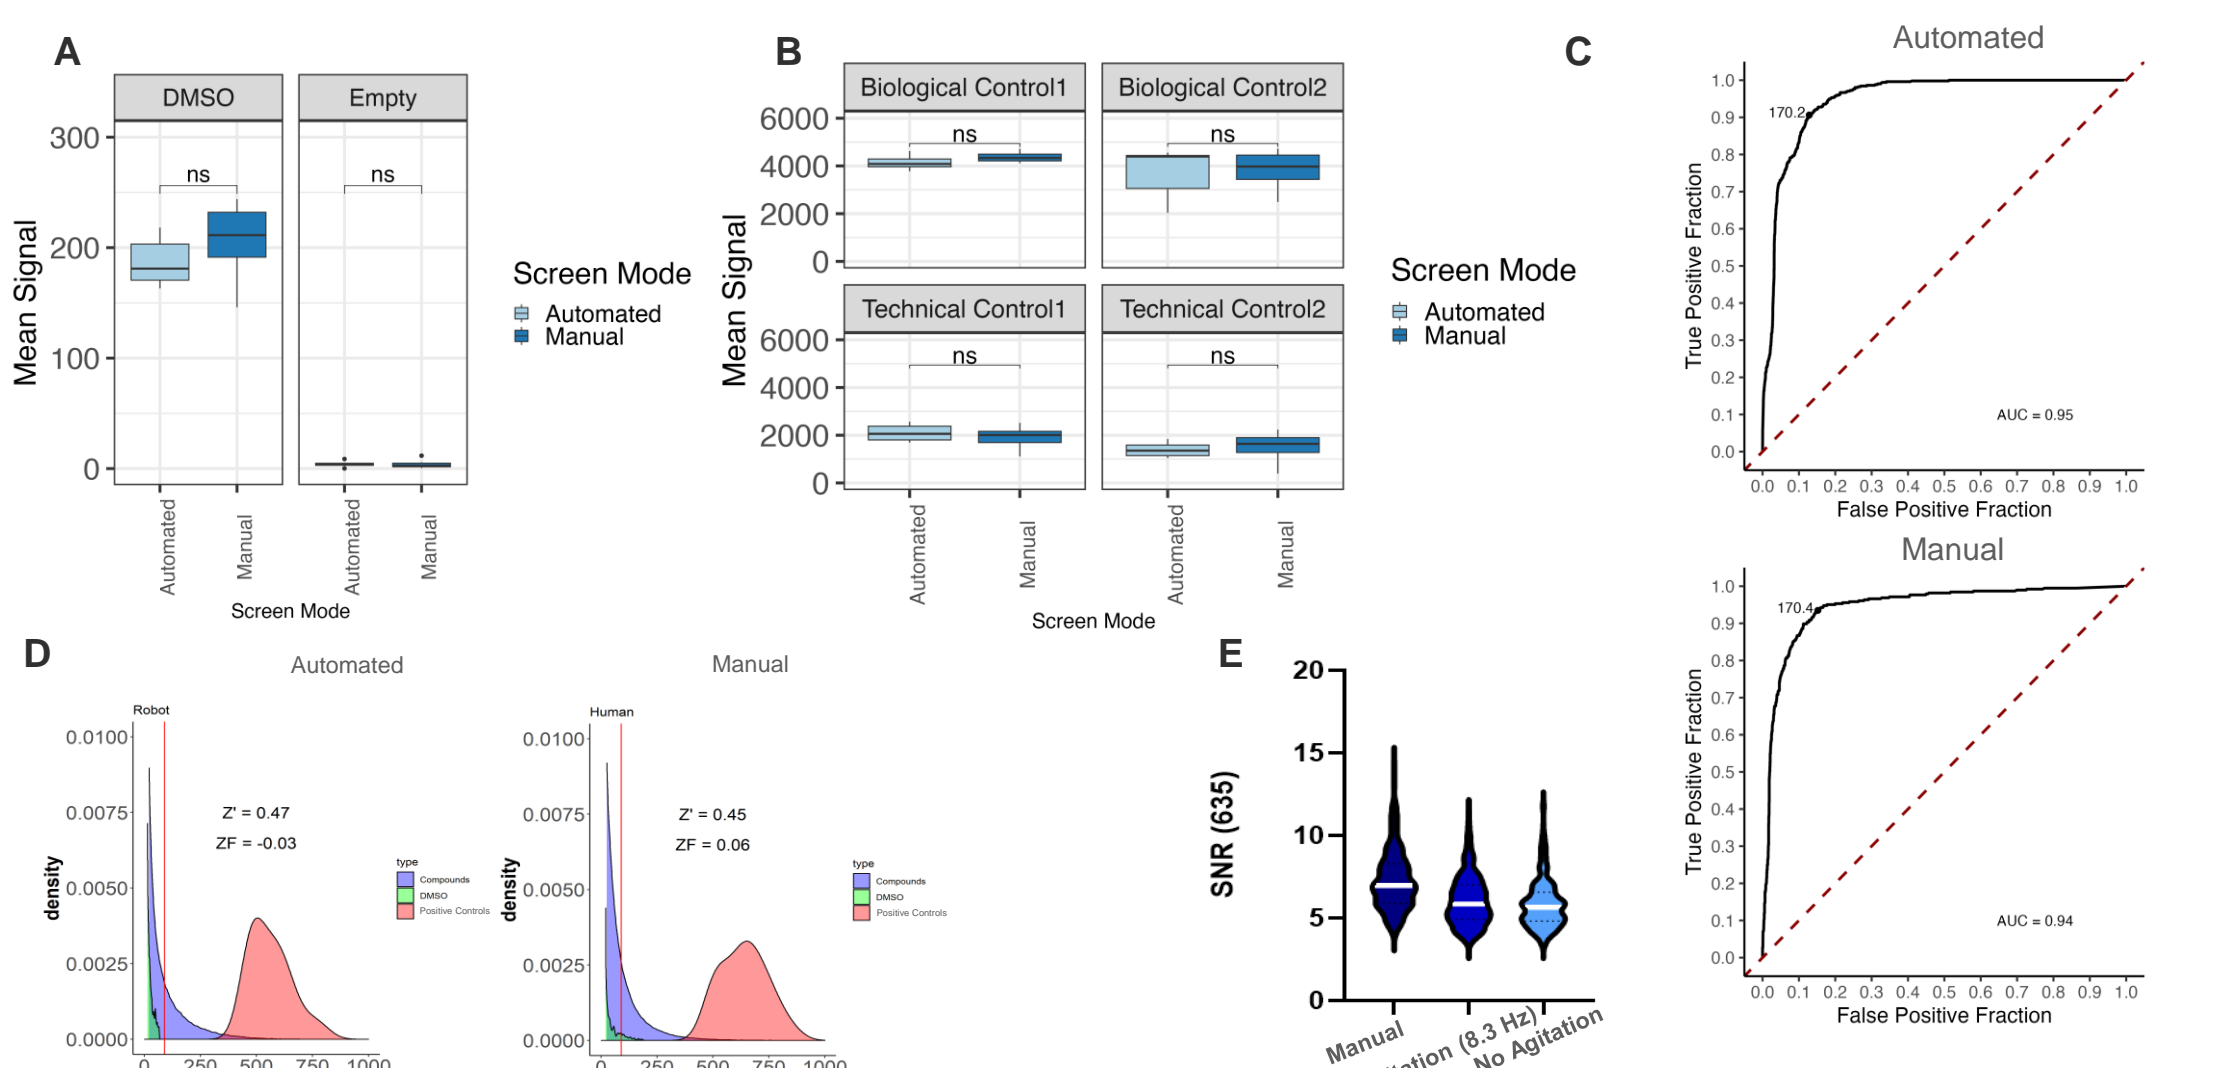 A
DMSO
Empty
300
200
100
0
Mean Signal
ns
ns
Automated
Manual
Automated
Manual
Screen Mode
Screen Mode
Automated
Manual
B
Biological Control1
Biological Control2
6000
4000
2000
0
ns
ns
Technical Control1
Technical Control2
6000
4000
2000
0
ns
ns
Mean Signal
Automated
Manual
Automated
Manual
Screen Mode
Screen Mode
Automated
Manual
C
Automated
1.0
0.9
0.8
0.7
0.6
0.5
0.4
0.3
0.2
0.1
0.0
True Positive Fraction
170.2
AUC = 0.95
0.0 0.1 0.2 0.3 0.4 0.5 0.6 0.7 0.8 0.9 1.0
False Positive Fraction
Manual
1.0
0.9
0.8
0.7
0.6
0.5
0.4
0.3
0.2
0.1
0.0
True Positive Fraction
170.4
AUC = 0.94
0.0 0.1 0.2 0.3 0.4 0.5 0.6 0.7 0.8 0.9 1.0
False Positive Fraction
D
Automated
Robot
0.0100
0.0075
0.0050
0.0025
0.0000
density
Z' = 0.47
ZF = -0.03
type
Compounds
DMSO
Positive Controls
0 250 500 750 1000
Manual
Human
0.0100
0.0075
0.0050
0.0025
0.0000
density
Z' = 0.45
ZF = 0.06
type
Compounds
DMSO
Positive Controls
0 250 500 750 1000
E
20
15
10
5
0
SNR (635)
Manual
(8.3 Hz)
No Agitation